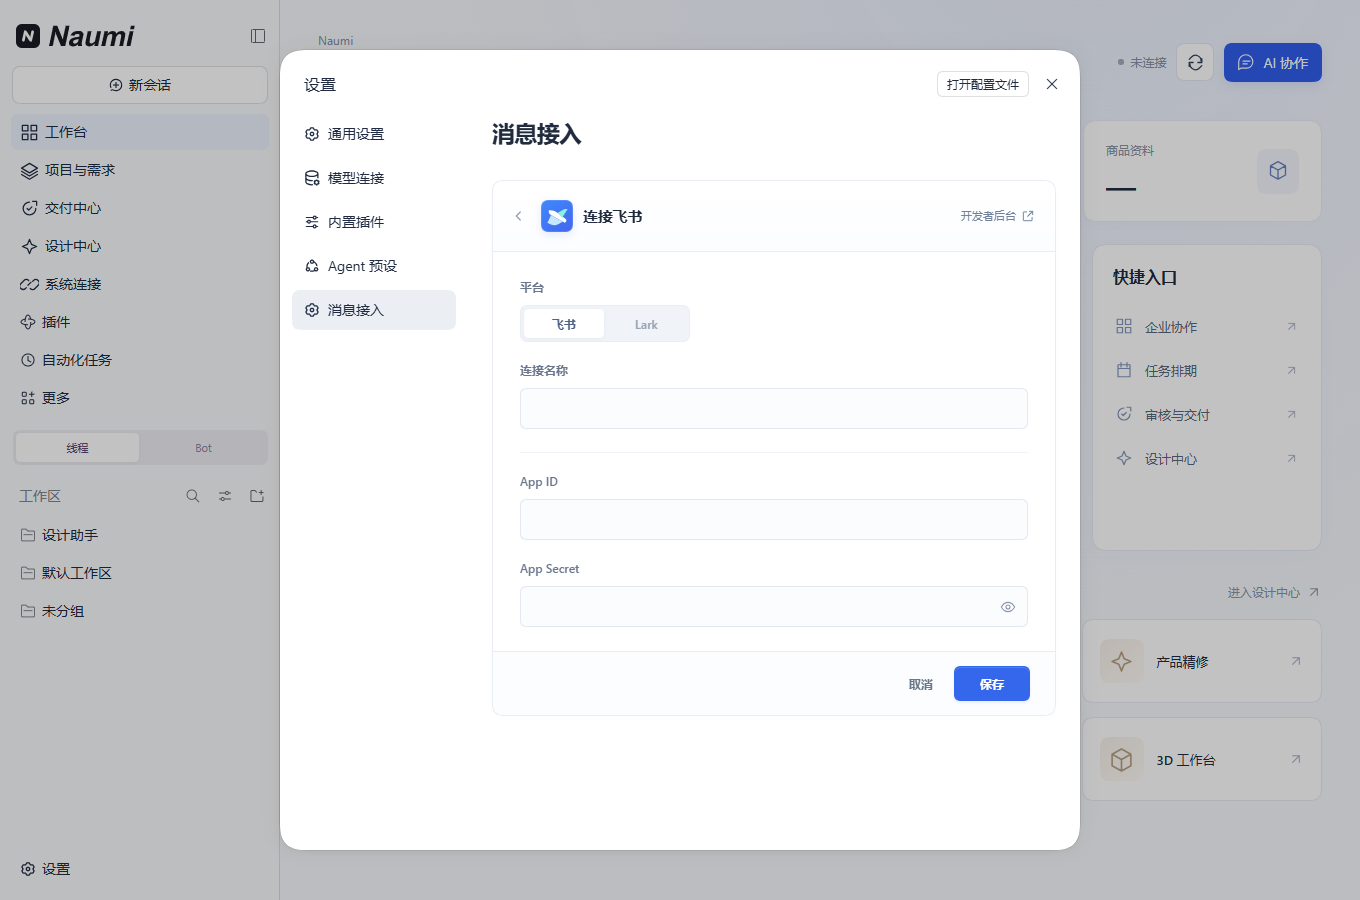 Naumi
新会话
工作台
项目与需求
交付中心
设计中心
系统连接
插件
自动化任务
更多
线程
Bot
工作区
设计助手
默认工作区
未分组
设置
Naumi
未连接
AI 协作
商品资料
—
快捷入口
企业协作
任务排期
审核与交付
设计中心
进入设计中心
产品精修
3D 工作台
设置
打开配置文件
通用设置
模型连接
内置插件
Agent 预设
消息接入
消息接入
连接飞书
开发者后台
平台
飞书
Lark
连接名称
App ID
App Secret
取消
保存